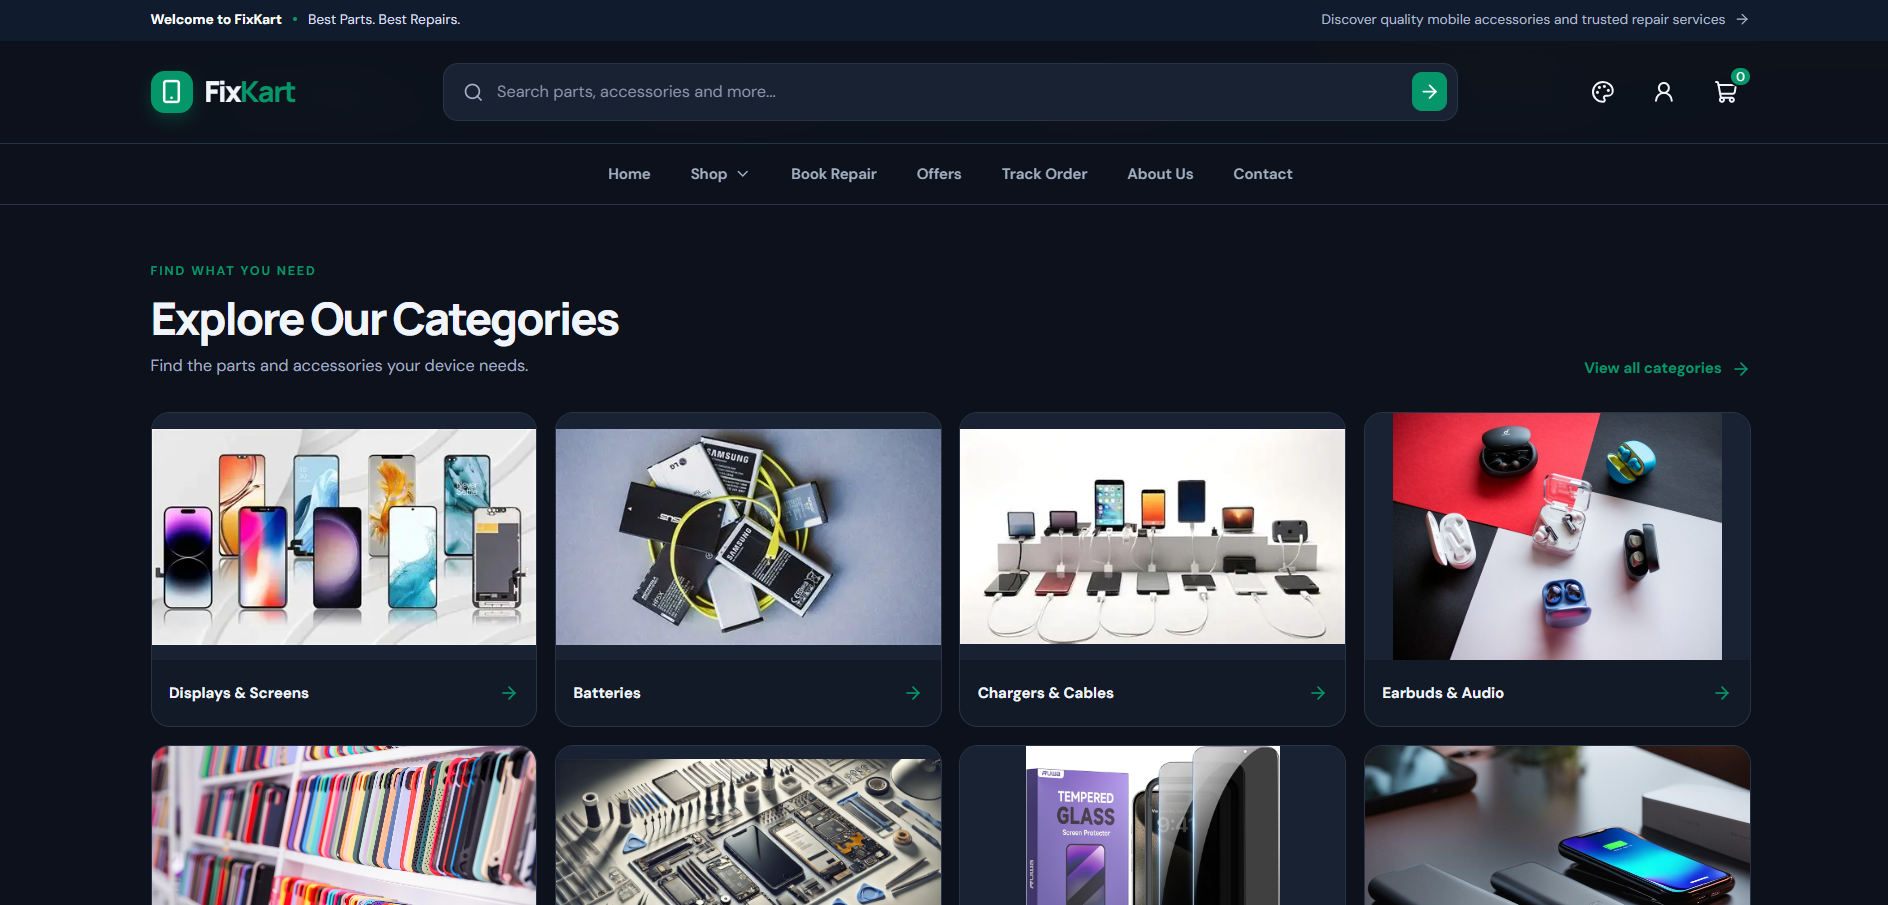 Welcome to FixKart • Best Parts. Best Repairs.
Discover quality mobile accessories and trusted repair services
FixKart
Search parts, accessories and more...
0
Home
Shop
Book Repair
Offers
Track Order
About Us
Contact
FIND WHAT YOU NEED
Explore Our Categories
Find the parts and accessories your device needs.
View all categories
LG
SAMSUNG
SAMSUNG
Displays & Screens
Batteries
Chargers & Cables
Earbuds & Audio
TEMPERED
GLASS
Screen Protector